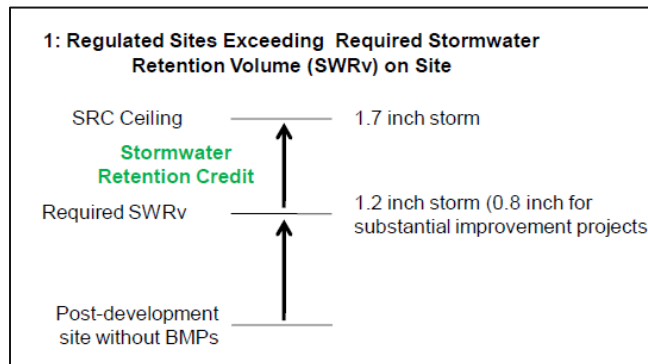 1: Regulated Sites Exceeding Required Stormwater
Retention Volume (SWRv) on Site
SRC Ceiling
1.7 inch storm
Stormwater
Retention Credit
Required SWRv
1.2 inch storm (0.8 inch for
substantial improvement projects
Post-development
site without BMPs